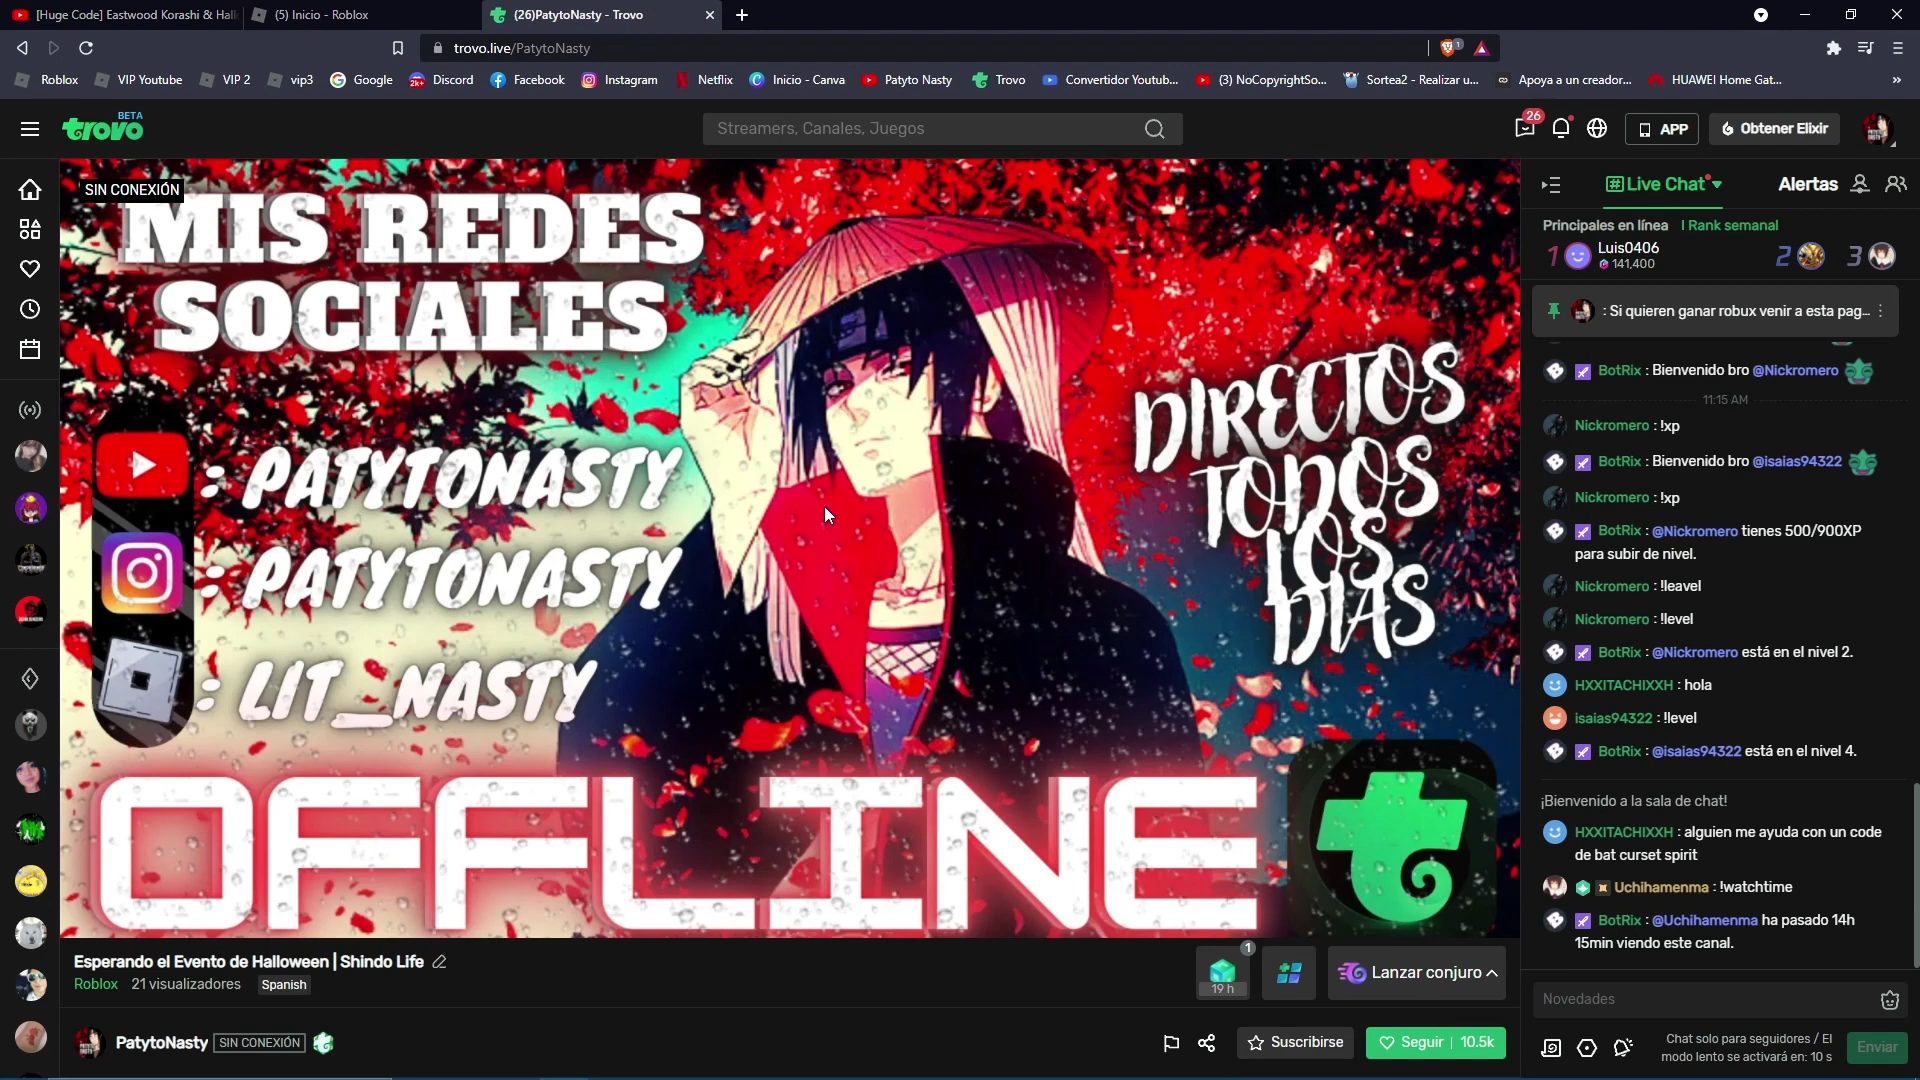 [Huge Code] Eastwood Korashi & Hall
(5) Inicio - Roblox
(26)PatytoNasty - Trovo
trovo.live/PatytoNasty
1
Roblox
VIP Youtube
VIP 2
vip3
Google
2k+
Discord
Facebook
Instagram
Netflix
Inicio - Canva
Patyto Nasty
Trovo
Convertidor Youtub...
(3) NoCopyrightSo...
Sortea2 - Realizar u...
Apoya a un creador...
HUAWEI Home Gat...
»
trovo
BETA
Streamers, Canales, Juegos
26
APP
Obtener Elixir
SIN CONEXIÓN
MIS REDES
SOCIALES
: PATYTONASTY
: PATYTONASTY
: LIT_NASTY
DIRECTOS
TODOS
LOS
DIAS
OFFLINE
Esperando el Evento de Halloween | Shindo Life
Roblox 21 visualizadores Spanish
1
19 h
Lanzar conjuro
PatytoNasty SIN CONEXIÓN
Suscribirse
Seguir | 10.5k
Live Chat
Alertas
Principales en línea | Rank semanal
1 Luis0406
141,400
2
3
: Si quieren ganar robux venir a esta pag...
BotRix : Bienvenido bro @Nickromero
11:15 AM
Nickromero : !xp
BotRix : Bienvenido bro @isaias94322
Nickromero : !xp
BotRix : @Nickromero tienes 500/900XP
para subir de nivel.
Nickromero : !leavel
Nickromero : !level
BotRix : @Nickromero está en el nivel 2.
HXXITACHIXXH : hola
isaias94322 : !level
BotRix : @isaias94322 está en el nivel 4.
¡Bienvenido a la sala de chat!
HXXITACHIXXH : alguien me ayuda con un code
de bat curset spirit
Uchihamenma : !watchtime
BotRix : @Uchihamenma ha pasado 14h
15min viendo este canal.
Novedades
Chat solo para seguidores / El
modo lento se activará en: 10 s
Enviar